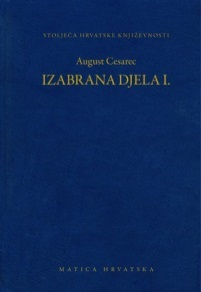 STOLJEĆA HRVATSKE KNJIŽEVNOSTI
August Cesarec
IZABRANA DJELA I.
MATICA HRVATSKA